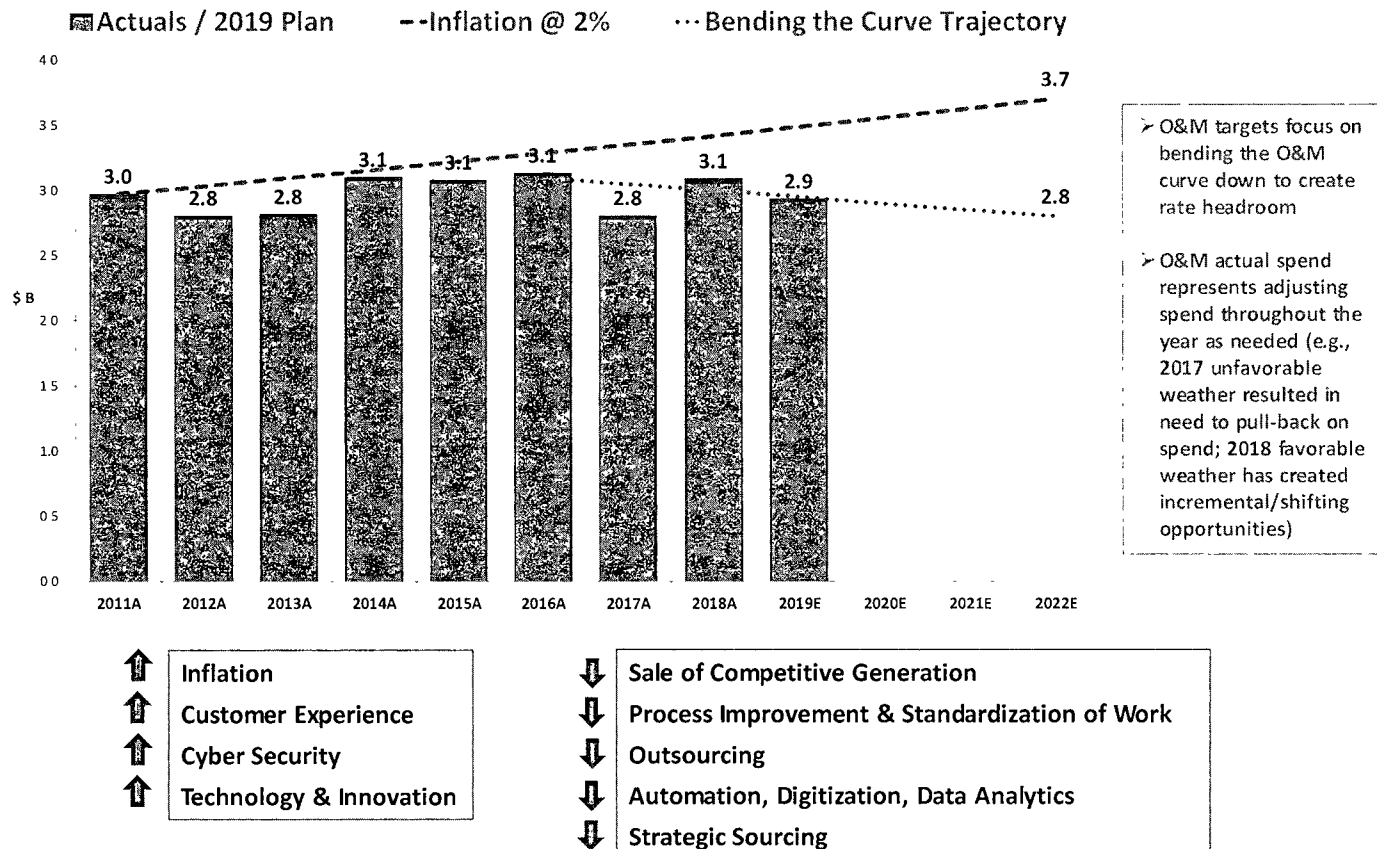 Actuals / 2019 Plan Inflation @ 2% Bending the Curve Trajectory
4 0
3 5
3 0
2 5
$ B
2 0
1 5
1 0
0 5
0 0
3.0
2.8
2.8
3.1
3.1
3.1
2.8
3.1
2.9
3.7
2.8
2011A 2012A 2013A 2014A 2015A 2016A 2017A 2018A 2019E 2020E 2021E 2022E
➢ O&M targets focus on
bending the O&M
curve down to create
rate headroom
➢ O&M actual spend
represents adjusting
spend throughout the
year as needed (e.g.,
2017 unfavorable
weather resulted in
need to pull-back on
spend; 2018 favorable
weather has created
incremental/shifting
opportunities)
Inflation
Customer Experience
Cyber Security
Technology & Innovation
Sale of Competitive Generation
Process Improvement & Standardization of Work
Outsourcing
Automation, Digitization, Data Analytics
Strategic Sourcing